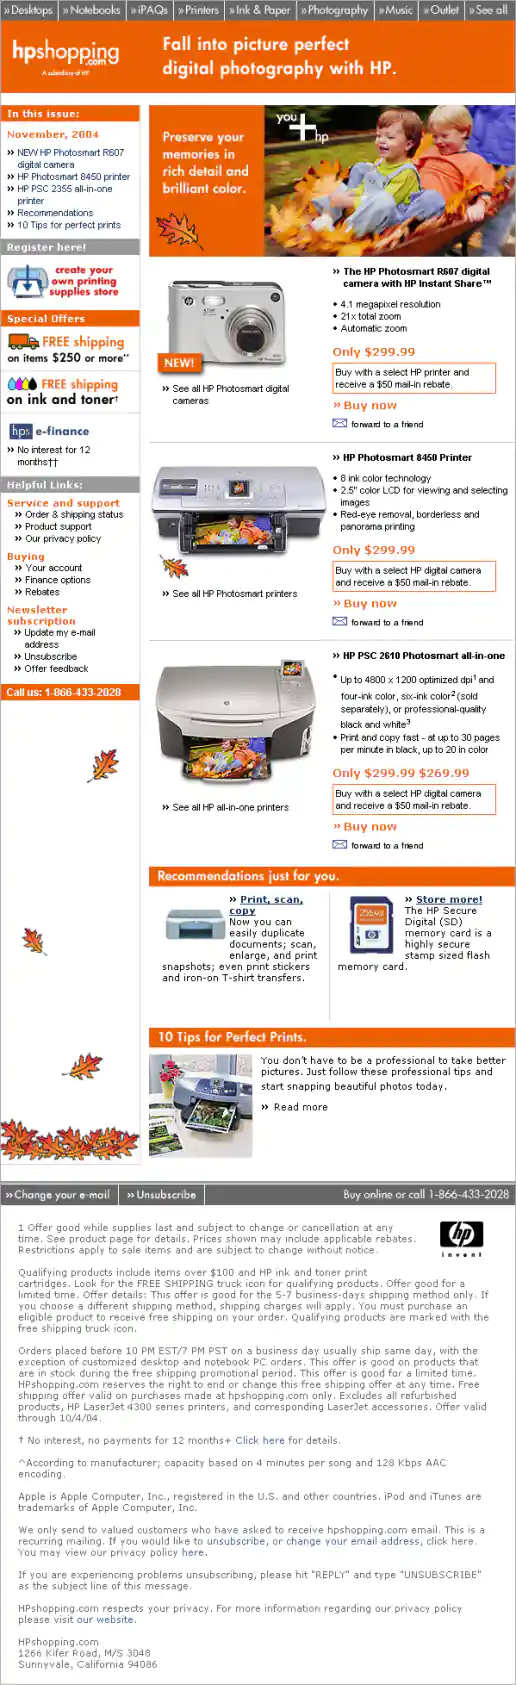 »Desktops »Notebooks »iPAQs »Printers »Ink & Paper »Photography »Music »Outlet »See all
hpshopping.com
A subsidiary of HP
Fall into picture perfect
digital photography with HP.
In this issue:
November, 2004
» NEW HP Photosmart R607
digital camera
» HP Photosmart 8450 printer
» HP PSC 2355 all-in-one
printer
» Recommendations
» 10 Tips for perfect prints
Register here!
create your
own printing
supplies store
Special Offers
FREE shipping
on items $250 or more**
FREE shipping
on ink and toner†
hps e-finance
» No interest for 12
months††
Helpful Links:
Service and support
» Order & shipping status
» Product support
» Our privacy policy
Buying
» Your account
» Finance options
» Rebates
Newsletter
subscription
» Update my e-mail
address
» Unsubscribe
» Offer feedback
Call us: 1-866-433-2028
Preserve your
memories in
rich detail and
brilliant color.
you
+
hp
NEW!
» See all HP Photosmart digital
cameras
» The HP Photosmart R607 digital
camera with HP Instant Share™
• 4.1 megapixel resolution
• 21x total zoom
• Automatic zoom
Only $299.99
Buy with a select HP printer and
receive a $50 mail-in rebate.
» Buy now
forward to a friend
» See all HP Photosmart printers
» HP Photosmart 8450 Printer
• 8 ink color technology
• 2.5" color LCD for viewing and selecting
images
• Red-eye removal, borderless and
panorama printing
Only $299.99
Buy with a select HP digital camera
and receive a $50 mail-in rebate.
» Buy now
forward to a friend
» See all HP all-in-one printers
» HP PSC 2610 Photosmart all-in-one
• Up to 4800 x 1200 optimized dpi1 and
four-ink color, six-ink color2 (sold
separately), or professional-quality
black and white3
• Print and copy fast - at up to 30 pages
per minute in black, up to 20 in color
Only $299.99 $269.99
Buy with a select HP digital camera
and receive a $50 mail-in rebate.
» Buy now
forward to a friend
Recommendations just for you.
» Print, scan,
copy
Now you can
easily duplicate
documents; scan,
enlarge, and print
snapshots; even print stickers
and iron-on T-shirt transfers.
256MB
hp
» Store more!
The HP Secure
Digital (SD)
memory card is a
highly secure
stamp sized flash
memory card.
10 Tips for Perfect Prints.
You don't have to be a professional to take better
pictures. Just follow these professional tips and
start snapping beautiful photos today.
» Read more
»Change your e-mail »Unsubscribe Buy online or call 1-866-433-2028
hp
invent
1 Offer good while supplies last and subject to change or cancellation at any
time. See product page for details. Prices shown may include applicable rebates.
Restrictions apply to sale items and are subject to change without notice.
Qualifying products include items over $100 and HP ink and toner print
cartridges. Look for the FREE SHIPPING truck icon for qualifying products. Offer good for a
limited time. Offer details: This offer is good for the 5-7 business-days shipping method only. If
you choose a different shipping method, shipping charges will apply. You must purchase an
eligible product to receive free shipping on your order. Qualifying products are marked with the
free shipping truck icon.
Orders placed before 10 PM EST/7 PM PST on a business day usually ship same day, with the
exception of customized desktop and notebook PC orders. This offer is good on products that
are in stock during the free shipping promotional period. This offer is good for a limited time.
HPshopping.com reserves the right to end or change this free shipping offer at any time. Free
shipping offer valid on purchases made at hpshopping.com only. Excludes all refurbished
products, HP LaserJet 4300 series printers, and corresponding LaserJet accessories. Offer valid
through 10/4/04.
† No interest, no payments for 12 months+ Click here for details.
^According to manufacturer; capacity based on 4 minutes per song and 128 Kbps AAC
encoding.
Apple is Apple Computer, Inc., registered in the U.S. and other countries. iPod and iTunes are
trademarks of Apple Computer, Inc.
We only send to valued customers who have asked to receive hpshopping.com email. This is a
recurring mailing. If you would like to unsubscribe, or change your email address, click here.
You may view our privacy policy here.
If you are experiencing problems unsubscribing, please hit "REPLY" and type "UNSUBSCRIBE"
as the subject line of this message.
HPshopping.com respects your privacy. For more information regarding our privacy policy
please visit our website.
HPshopping.com
1266 Kifer Road, M/S 3048
Sunnyvale, California 94086